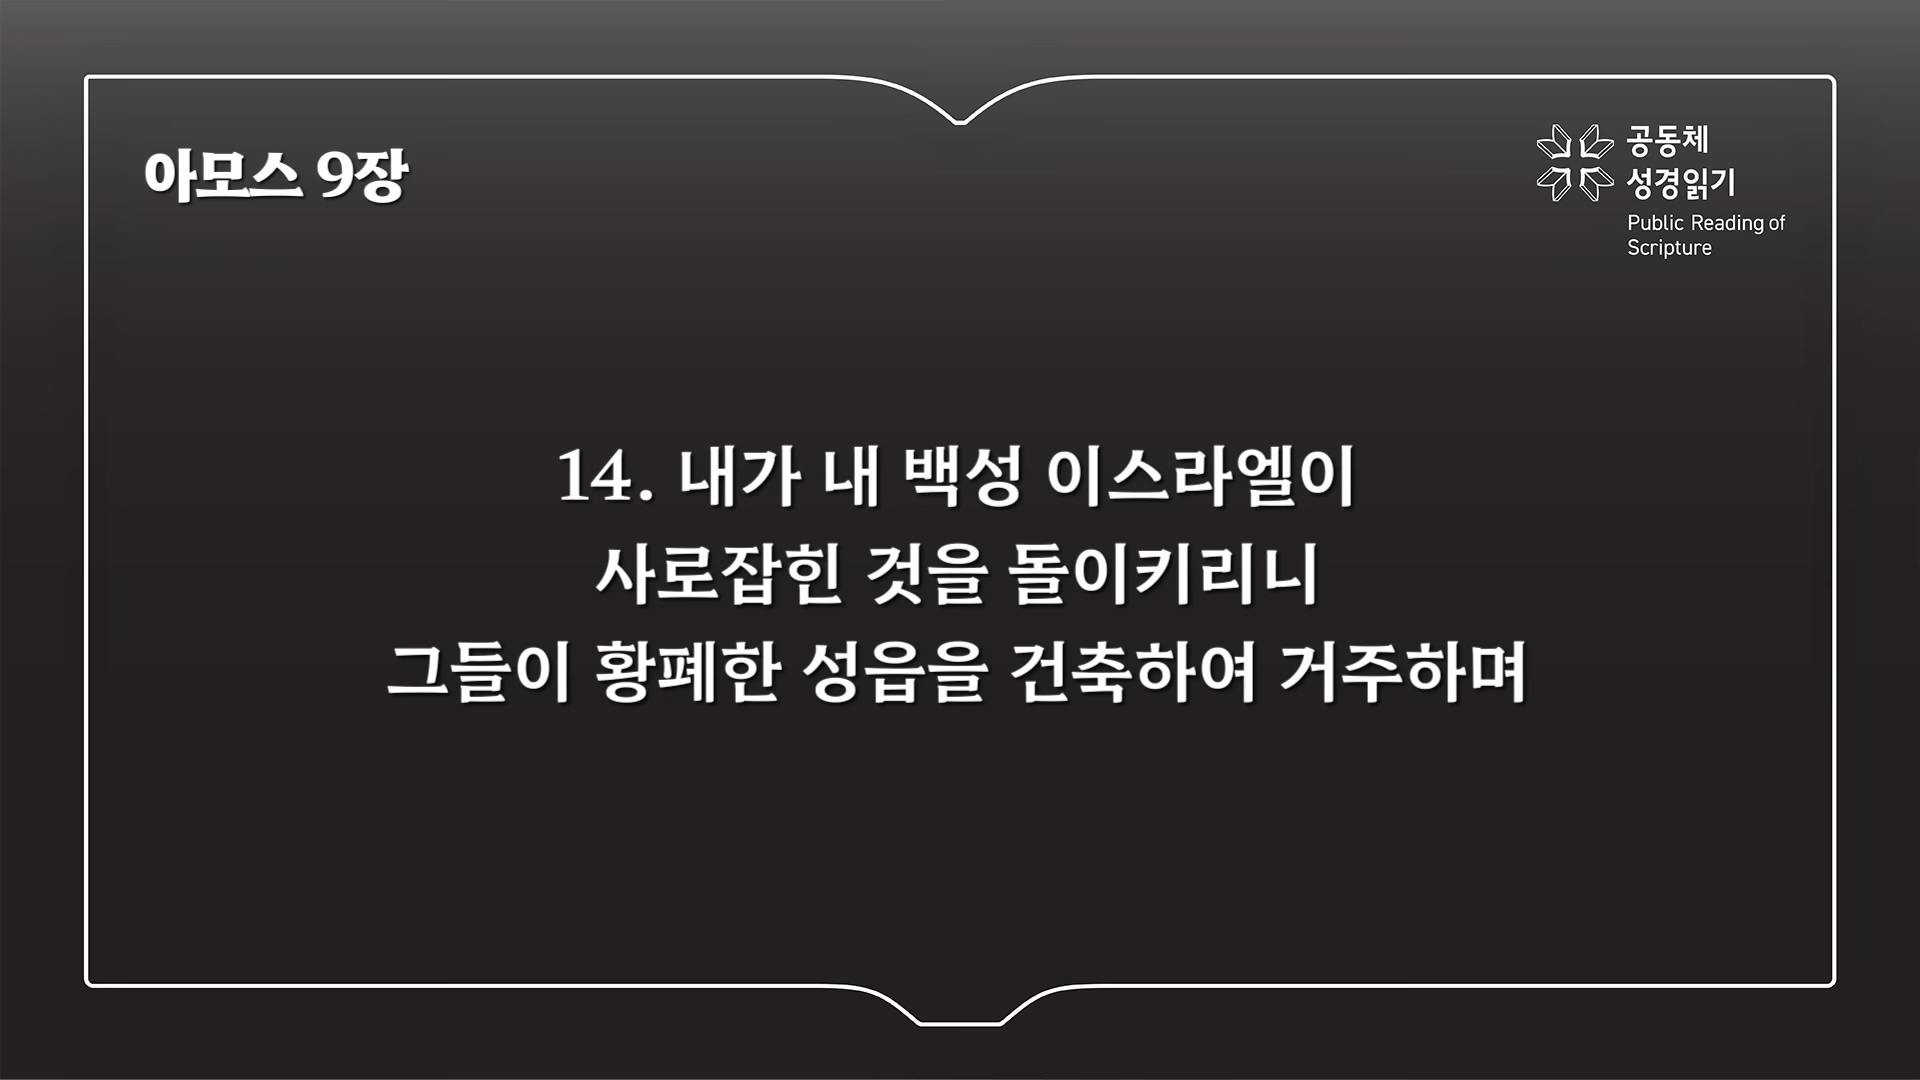 아모스 9장
공동체
성경읽기
Public Reading of
Scripture
14. 내가 내 백성 이스라엘이
사로잡힌 것을 돌이키리니
그들이 황폐한 성읍을 건축하여 거주하며